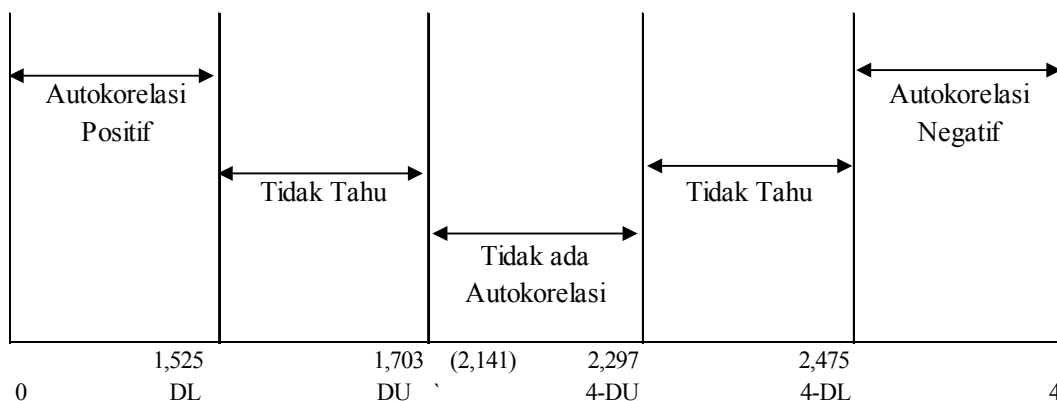 Autokorelasi
Positif
Autokorelasi
Negatif
Tidak Tahu
Tidak Tahu
Tidak ada
Autokorelasi
1,525 1,703 (2,141) 2,297 2,475
0 DL DU ` 4-DU 4-DL 4